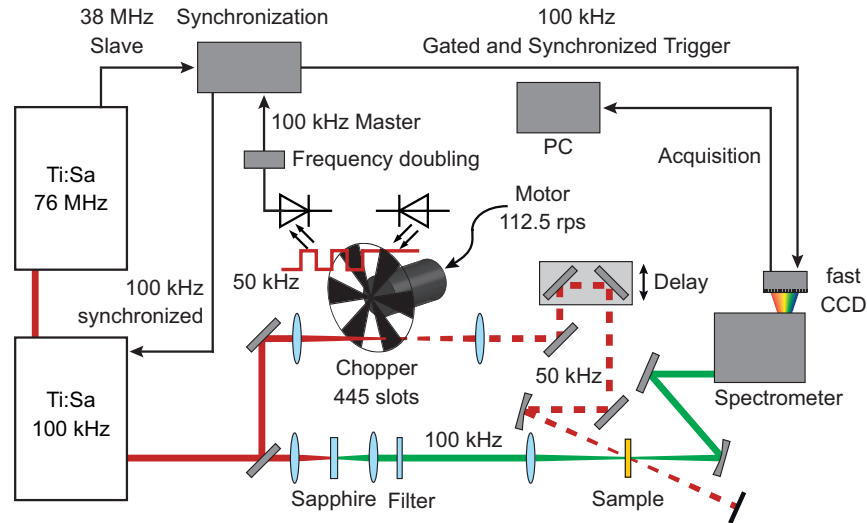 38 MHz
Slave
Synchronization
100 kHz
Gated and Synchronized Trigger
100 kHz Master
PC
Ti:Sa
76 MHz
Frequency doubling
Acquisition
Motor
112.5 rps
50 kHz
100 kHz
synchronized
Delay
fast
CCD
Chopper
445 slots
50 kHz
Spectrometer
Ti:Sa
100 kHz
100 kHz
Sapphire
Filter
Sample